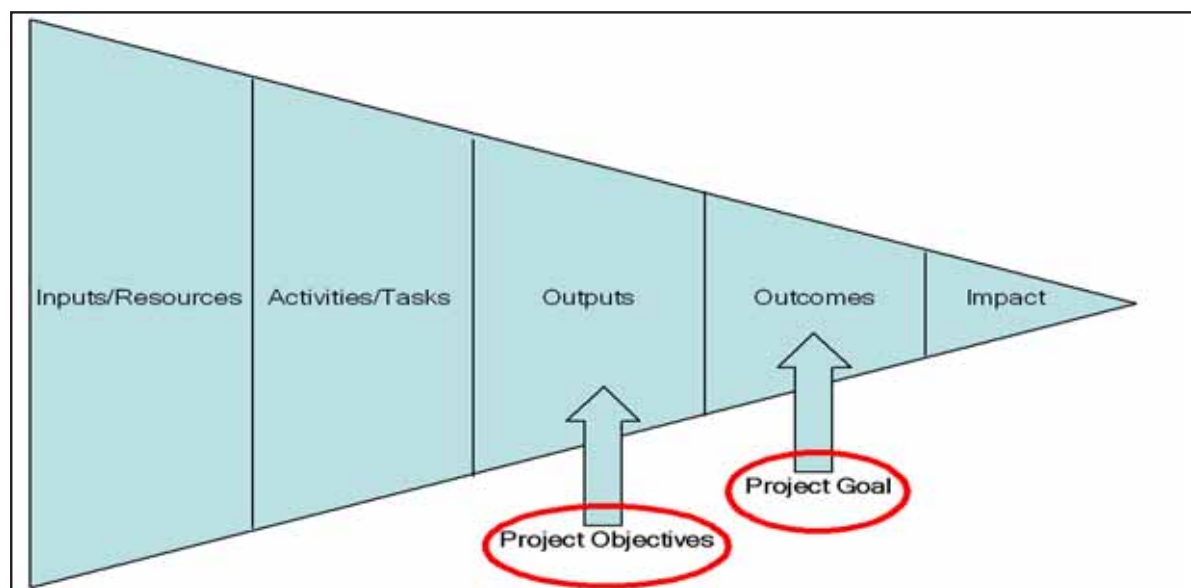 Inputs/Resources
Activities/Tasks
Outputs
Outcomes
Impact
Project Goal
Project Objectives